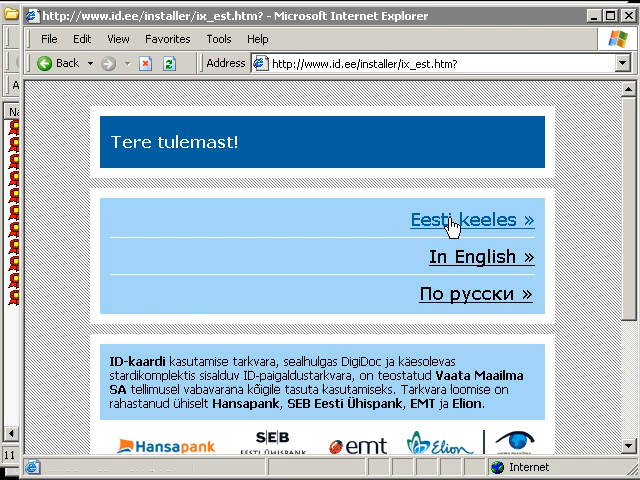 http://www.id.ee/installer/ix_est.htm? - Microsoft Internet Explorer
File Edit View Favorites Tools Help
Back Address http://www.id.ee/installer/ix_est.htm?
Tere tulemast!
Eesti keeles »
In English »
По русски »
ID-kaardi kasutamise tarkvara, sealhulgas DigiDoc ja käesolevas
stardikomplektis sisalduv ID-paigaldustarkvara, on teostatud Vaata Maailma
SA tellimusel vabavarana kõigile tasuta kasutamiseks. Tarkvara loomise on
rahastanud ühiselt Hansapank, SEB Eesti Ühispank, EMT ja Elion.
Hansapank SEB EESTI ÜHISPANK emt Elion
11
Internet